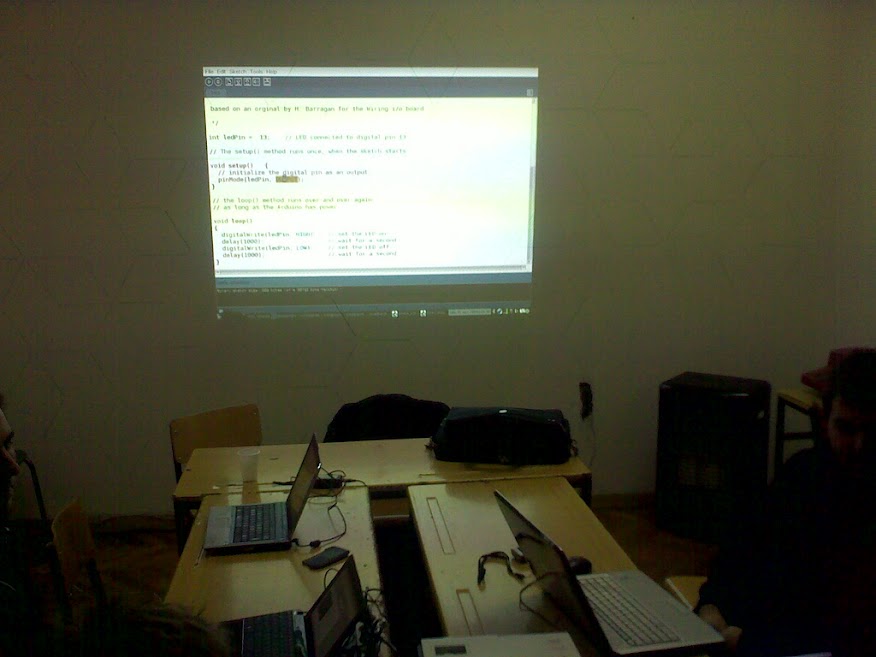 File Edit Sketch Tools Help
based on an orginal by H. Barragan for the Wiring i/o board
*/
int ledPin = 13; // LED connected to digital pin 13
// The setup() method runs once, when the sketch starts
void setup() {
// initialize the digital pin as an output
pinMode(ledPin,
}
// the loop() method runs over and over again
// as long as the Arduino has power
void loop()
{
digitalWrite(ledPin, HIGH); // set the LED on
delay(1000) // wait for a second
digitalWrite(ledPin, LOW) // set the LED off
delay(1000); // wait for a second
}